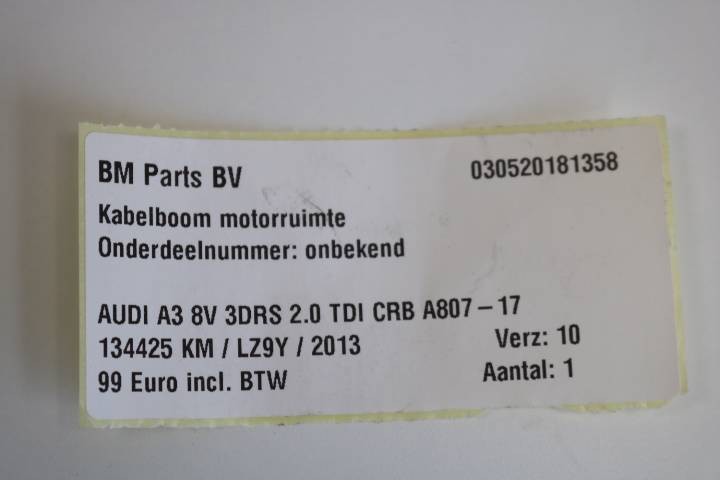 BM Parts BV 030520181358
Kabelboom motorruimte
Onderdeelnummer: onbekend
AUDI A3 8V 3DRS 2.0 TDI CRB A807 – 17
134425 KM / LZ9Y / 2013 Verz: 10
99 Euro incl. BTW Aantal: 1